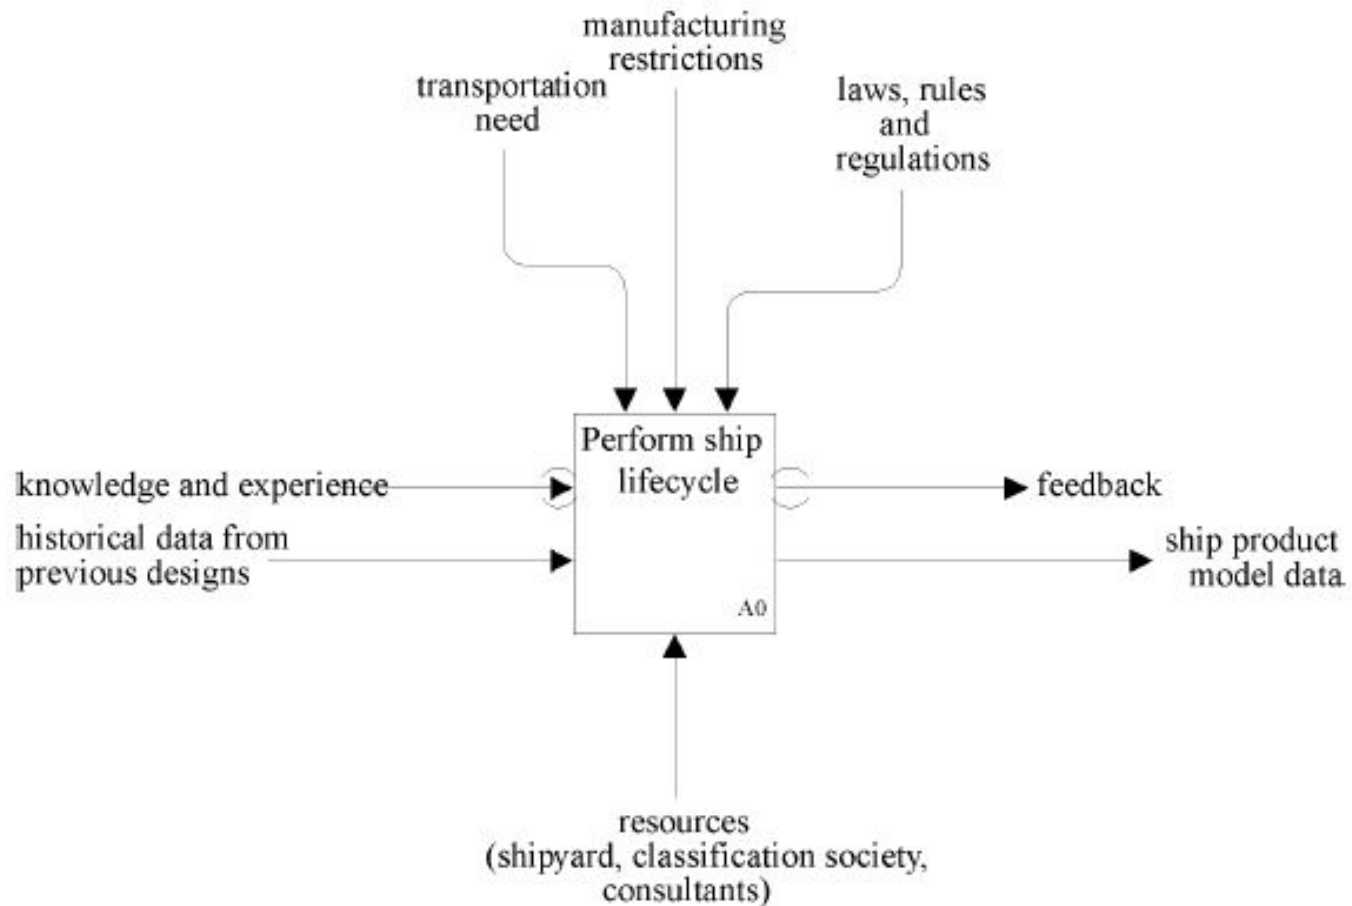 manufacturing
restrictions
transportation
need
laws, rules
and
regulations
Perform ship
lifecycle
knowledge and experience
feedback
historical data from
previous designs
ship product
model data
A0
resources
(shipyard, classification society,
consultants)